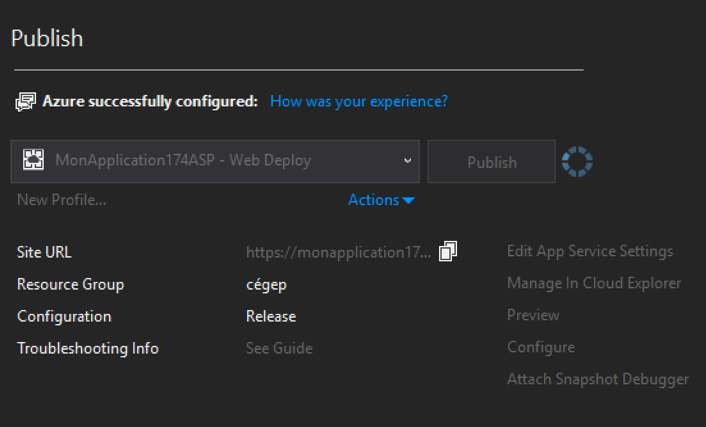 Publish
Azure successfully configured: How was your experience?
MonApplication174ASP - Web Deploy
Publish
New Profile...
Actions
Site URL
https://monapplication17...
Edit App Service Settings
Resource Group
cégep
Manage In Cloud Explorer
Configuration
Release
Preview
Troubleshooting Info
See Guide
Configure
Attach Snapshot Debugger